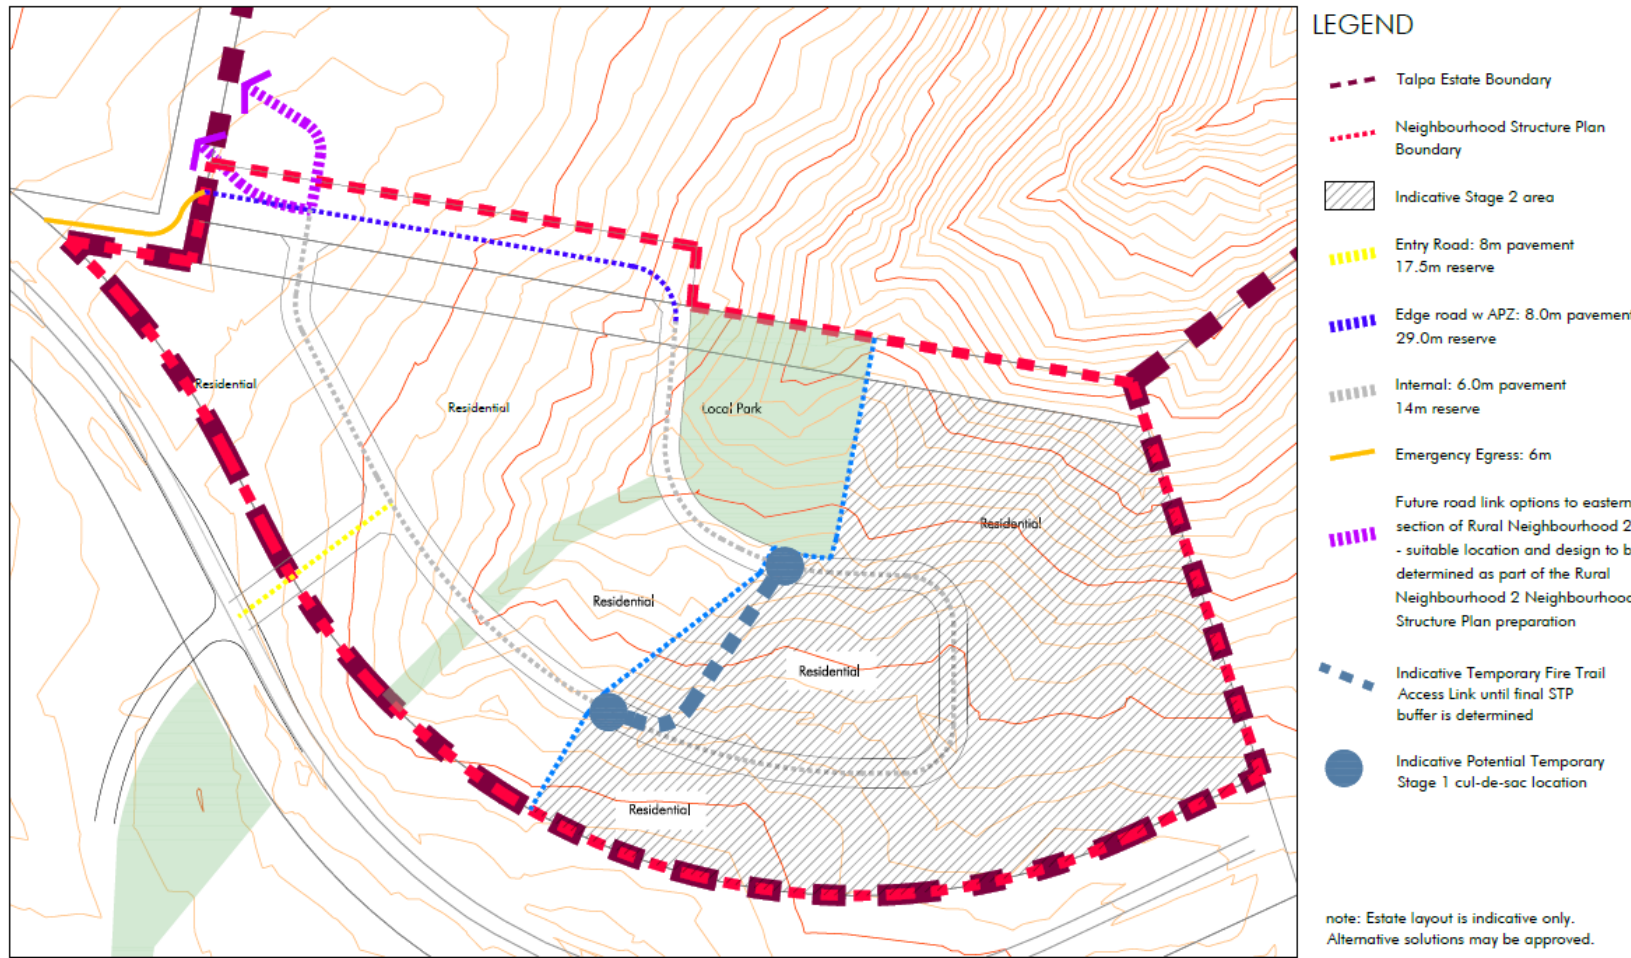 LEGEND
Talpa Estate Boundary
Neighbourhood Structure Plan
Boundary
Indicative Stage 2 area
Entry Road: 8m pavement
17.5m reserve
Edge road w APZ: 8.0m pavement
29.0m reserve
Internal: 6.0m pavement
14m reserve
Emergency Egress: 6m
Future road link options to eastern
section of Rural Neighbourhood 2
- suitable location and design to b
determined as part of the Rural
Neighbourhood 2 Neighbourhood
Structure Plan preparation
Indicative Temporary Fire Trail
Access Link until final STP
buffer is determined
Indicative Potential Temporary
Stage 1 cul-de-sac location
note: Estate layout is indicative only.
Alternative solutions may be approved.
Residential
Residential
Local Park
Residential
Residential
Residential
Residential